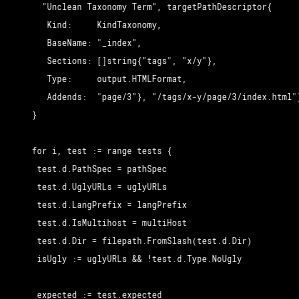 "Unclean Taxonomy Term", targetPathDescriptor{
Kind:     KindTaxonomy,
BaseName: "_index",
Sections: []string{"tags", "x/y"},
Type:     output.HTMLFormat,
Addends:  "page/3"}, "/tags/x-y/page/3/index.html"}
}
for i, test := range tests {
test.d.PathSpec = pathSpec
test.d.UglyURLs = uglyURLs
test.d.LangPrefix = langPrefix
test.d.IsMultihost = multiHost
test.d.Dir = filepath.FromSlash(test.d.Dir)
isUgly := uglyURLs && !test.d.Type.NoUgly
expected := test.expected